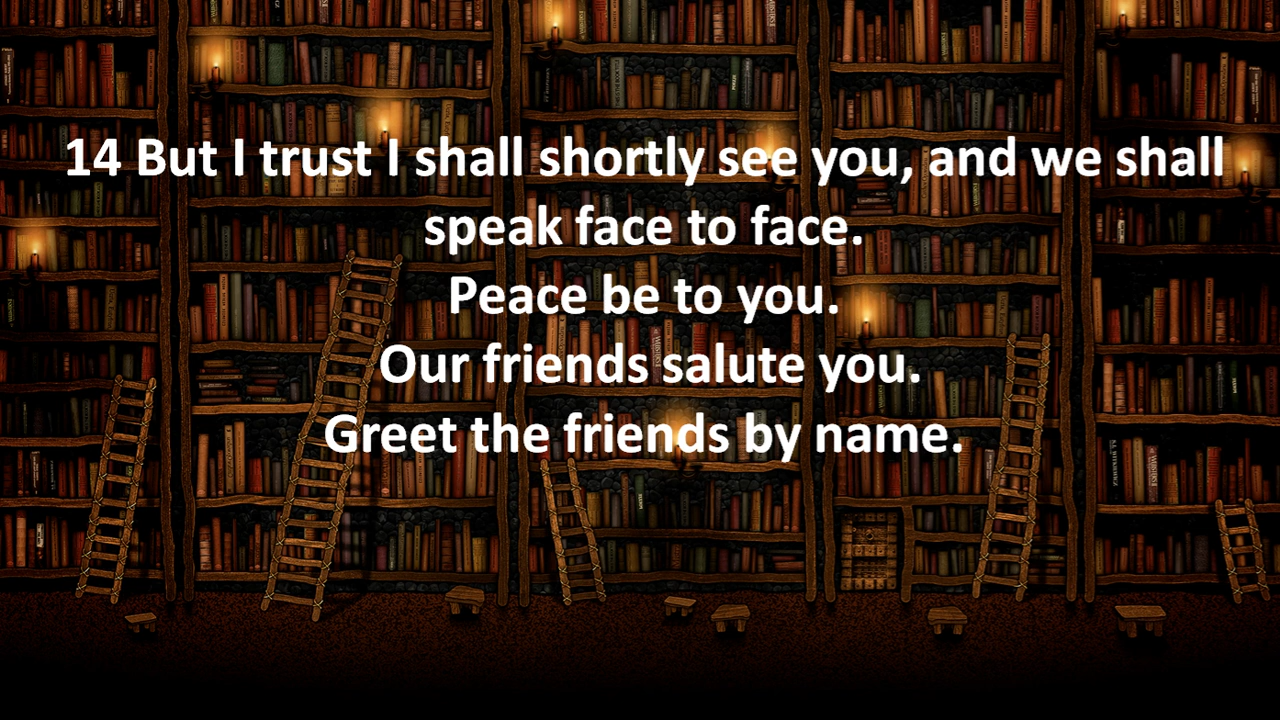 14 But I trust I shall shortly see you, and we shall
speak face to face.
Peace be to you.
Our friends salute you.
Greet the friends by name.